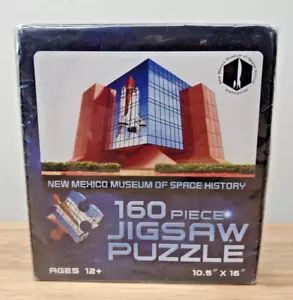 NEW MEXICO MUSEUM OF SPACE HISTORY
160 PIECE
JIGSAW
PUZZLE
AGES 12+
10.5" X 16"